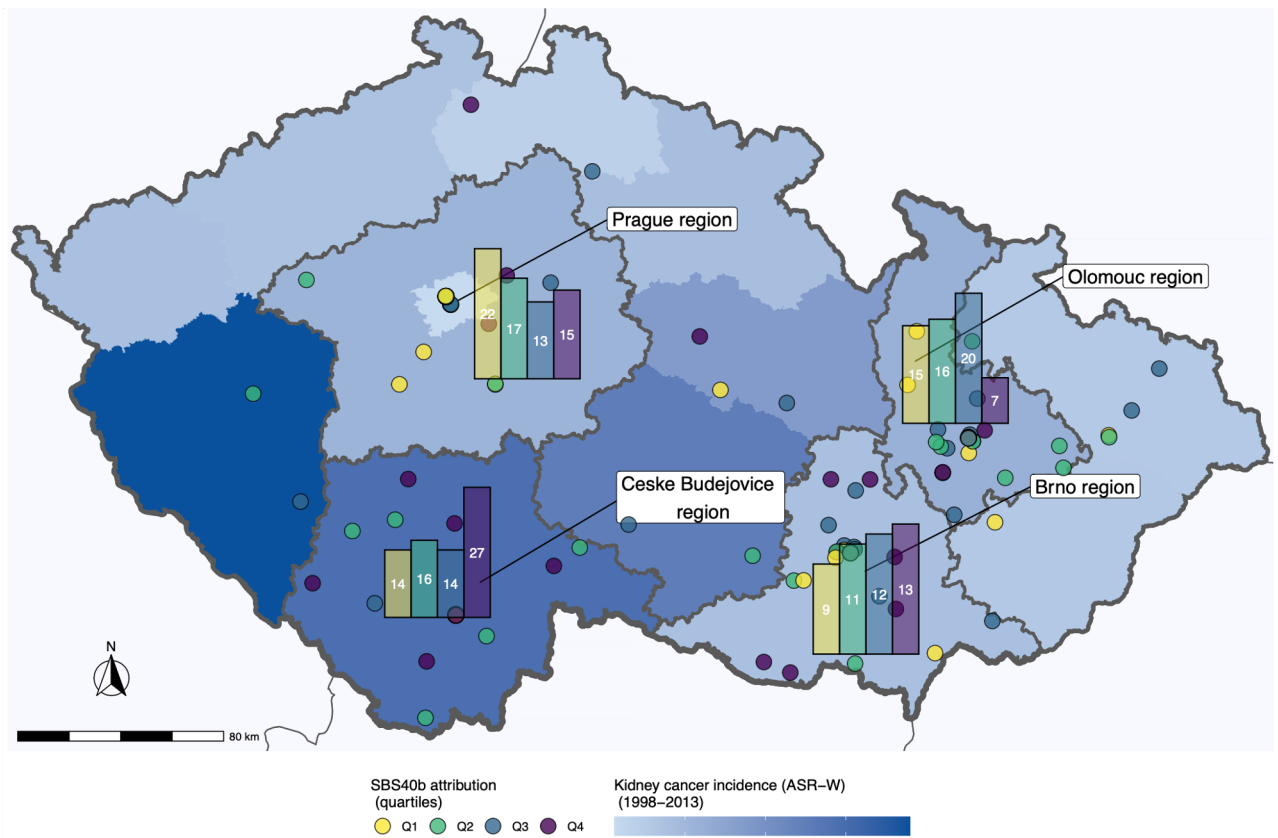 Prague region
22
17
13
15
Olomouc region
15
16
20
7
Ceske Budejovice
region
14
16
14
27
Brno region
9
11
12
13
N
80 km
SBS40b attribution
(quartiles)
Q1 Q2 Q3 Q4
Kidney cancer incidence (ASR−W)
(1998−2013)